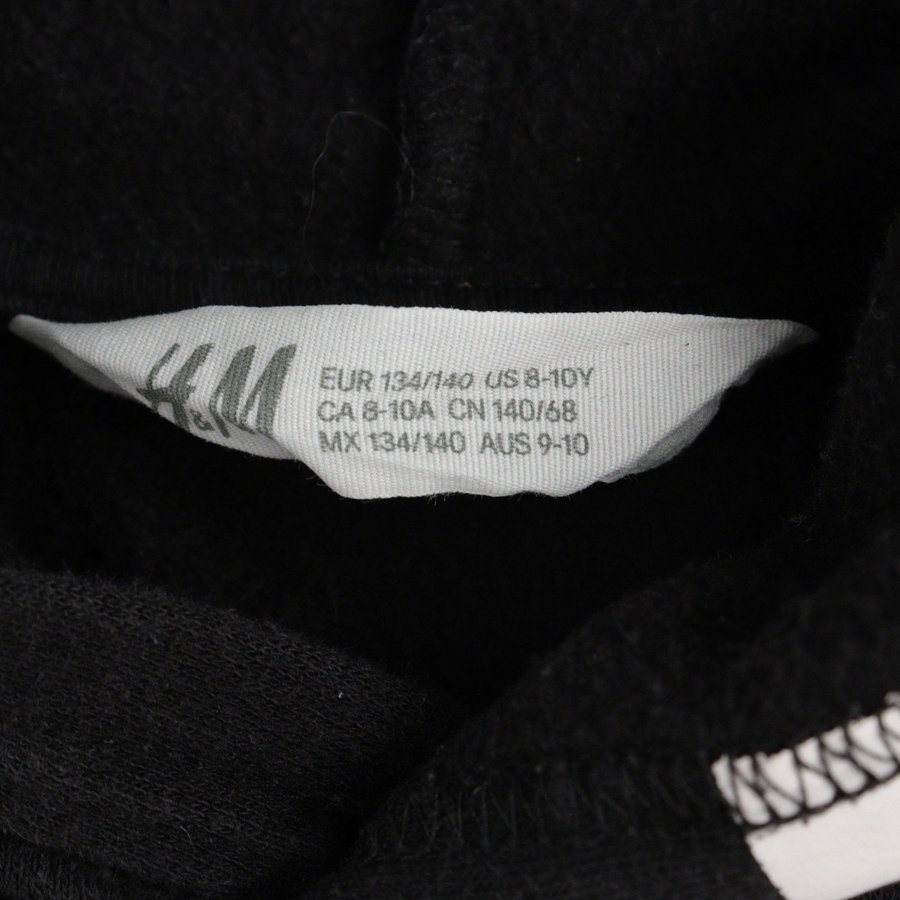 H&M
EUR 134/140 US 8-10Y
CA 8-10A CN 140/68
MX 134/140 AUS 9-10